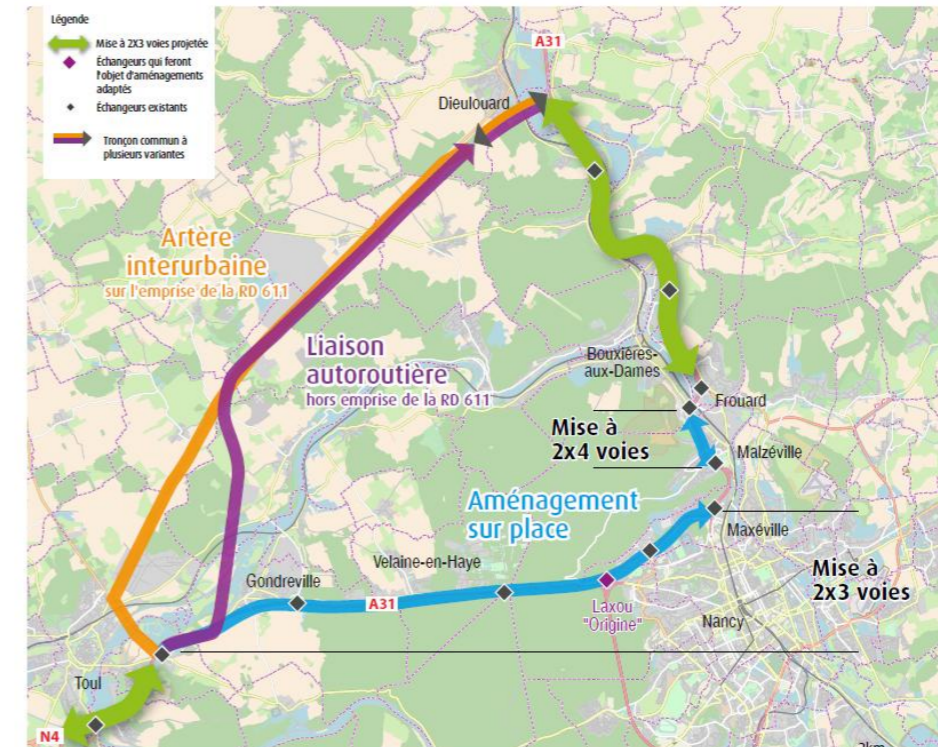 Légende
Mise à 2X3 voies projetée
Échangeurs qui feront
l'objet d'aménagements
adaptés
Échangeurs existants
Tronçon commun à
plusieurs variantes
A31
Dieulouard
Artère
interurbaine
sur l'emprise de la RD 611
Liaison
autoroutière
hors emprise de la RD 611
Bouxières-
aux-Dames
Frouard
Mise à
2x4 voies
Malzéville
Aménagement
sur place
Maxéville
Velaine-en-Haye
Mise à
2x3 voies
Gondreville
A31
Laxou
"Origine"
Nancy
Toul
N4
2km